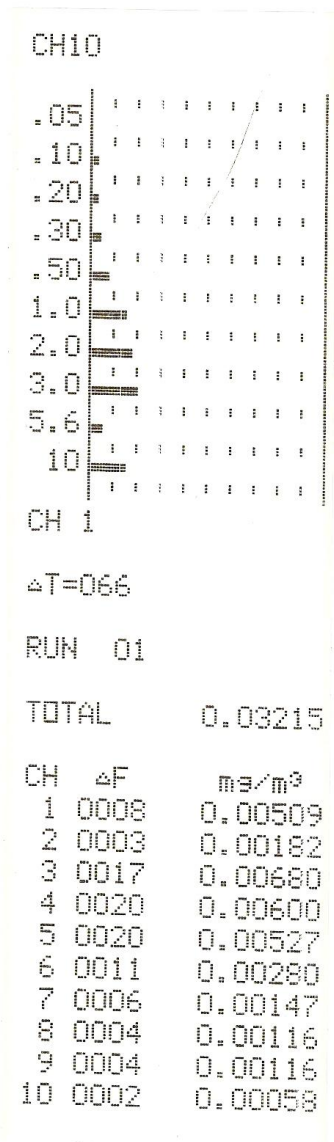 CH10
.05
.10
.20
.30
.50
1.0
2.0
3.0
5.6
10
CH 1
△T=066
RUN 01
TOTAL 0.03215
CH △F mg/m³
1 0008 0.00509
2 0003 0.00182
3 0017 0.00680
4 0020 0.00600
5 0020 0.00527
6 0011 0.00280
7 0006 0.00147
8 0004 0.00116
9 0004 0.00116
10 0002 0.00058